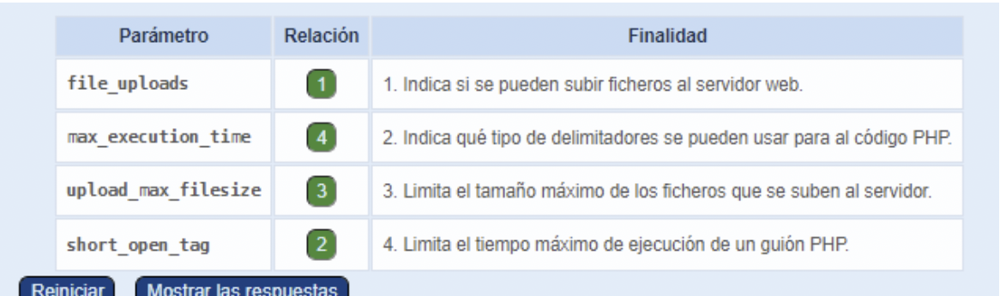 Parámetro Relación Finalidad
file_uploads 1 1. Indica si se pueden subir ficheros al servidor web.
max_execution_time 4 2. Indica qué tipo de delimitadores se pueden usar para al código PHP.
upload_max_filesize 3 3. Limita el tamaño máximo de los ficheros que se suben al servidor.
short_open_tag 2 4. Limita el tiempo máximo de ejecución de un guión PHP.
Reiniciar Mostrar las respuestas